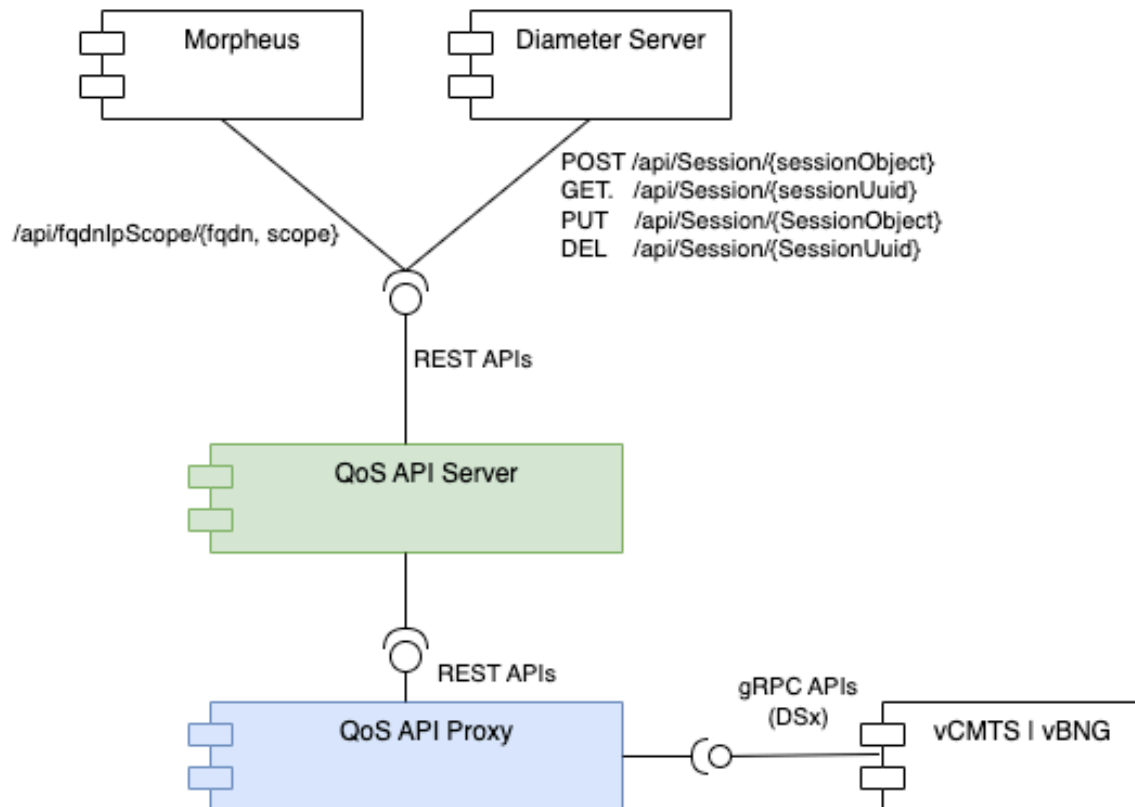 Morpheus
Diameter Server
POST /api/Session/{sessionObject}
GET. /api/Session/{sessionUuid}
PUT /api/Session/{SessionObject}
DEL /api/Session/{SessionUuid}
/api/fqdnIpScope/{fqdn, scope}
REST APIs
QoS API Server
REST APIs
gRPC APIs
(DSx)
QoS API Proxy
vCMTS | vBNG